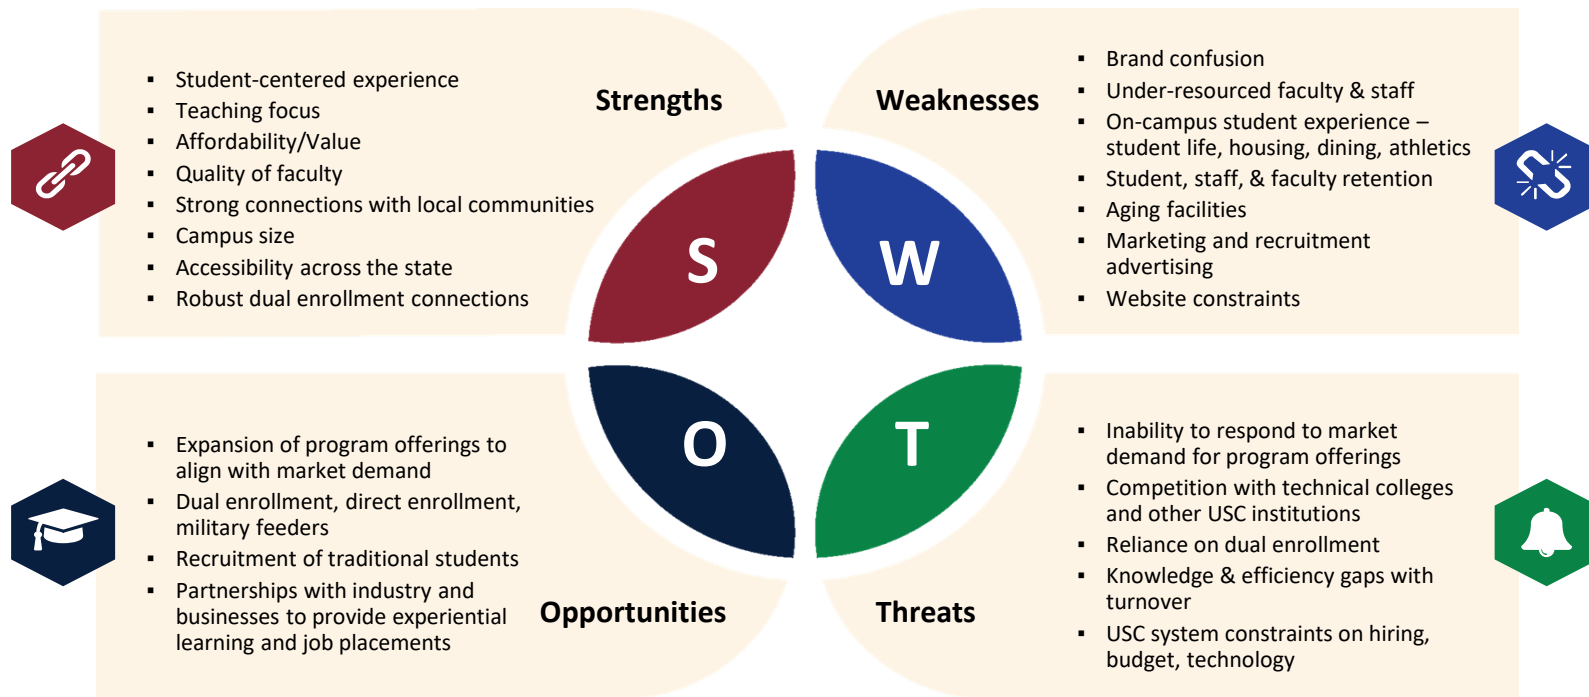 Strengths
▪ Student-centered experience
▪ Teaching focus
▪ Affordability/Value
▪ Quality of faculty
▪ Strong connections with local communities
▪ Campus size
▪ Accessibility across the state
▪ Robust dual enrollment connections
Weaknesses
▪ Brand confusion
▪ Under-resourced faculty & staff
▪ On-campus student experience –
student life, housing, dining, athletics
▪ Student, staff, & faculty retention
▪ Aging facilities
▪ Marketing and recruitment
advertising
▪ Website constraints
S
W
O
T
▪ Expansion of program offerings to
align with market demand
▪ Dual enrollment, direct enrollment,
military feeders
▪ Recruitment of traditional students
▪ Partnerships with industry and
businesses to provide experiential
learning and job placements
Opportunities
▪ Inability to respond to market
demand for program offerings
▪ Competition with technical colleges
and other USC institutions
▪ Reliance on dual enrollment
▪ Knowledge & efficiency gaps with
turnover
▪ USC system constraints on hiring,
budget, technology
Threats